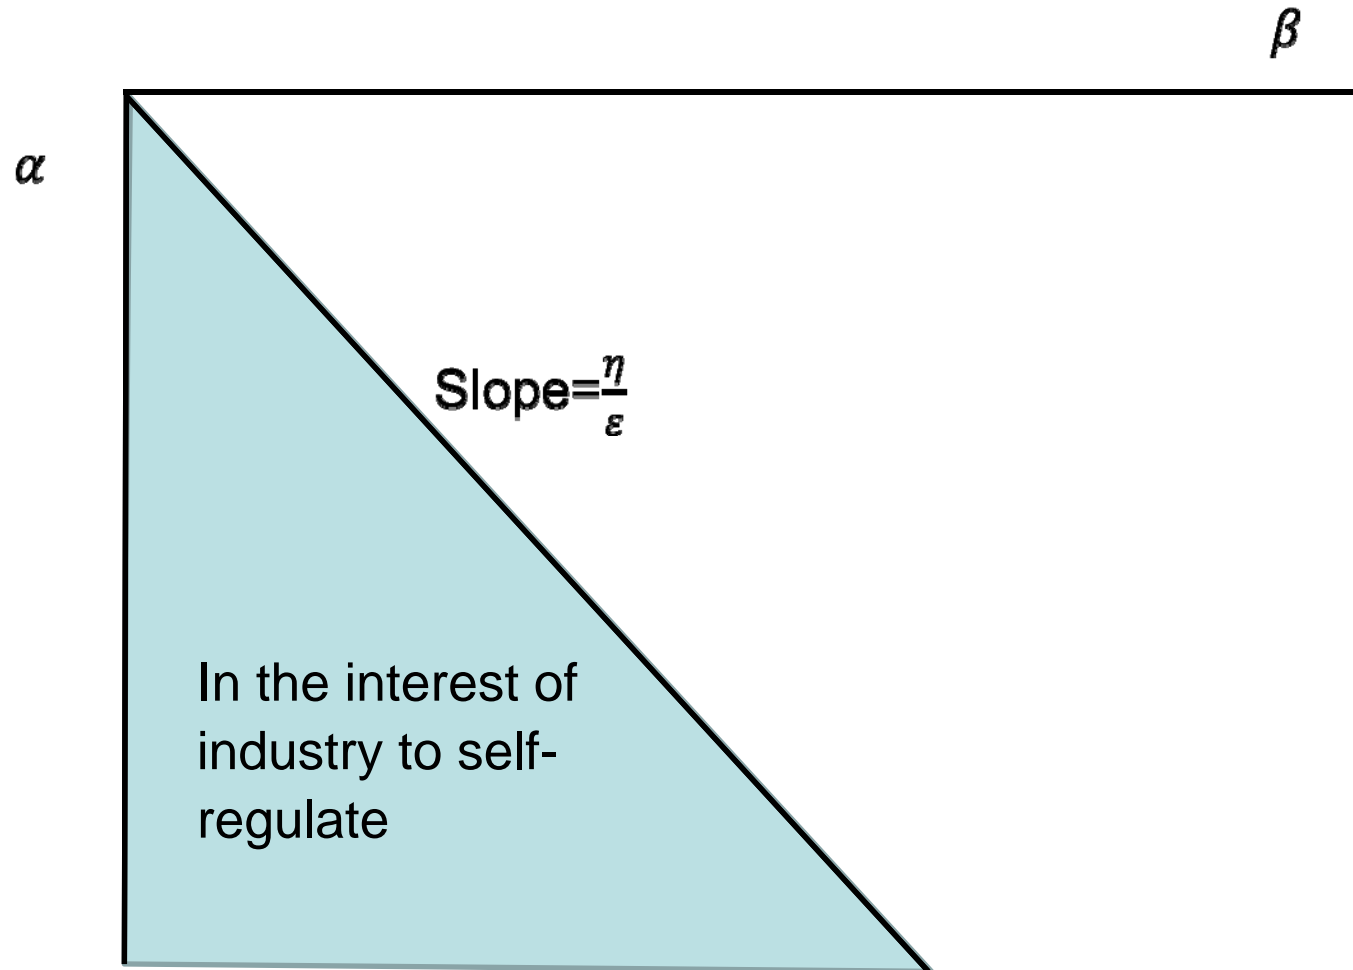 β
α
Slope=η/ε
In the interest of
industry to self-
regulate